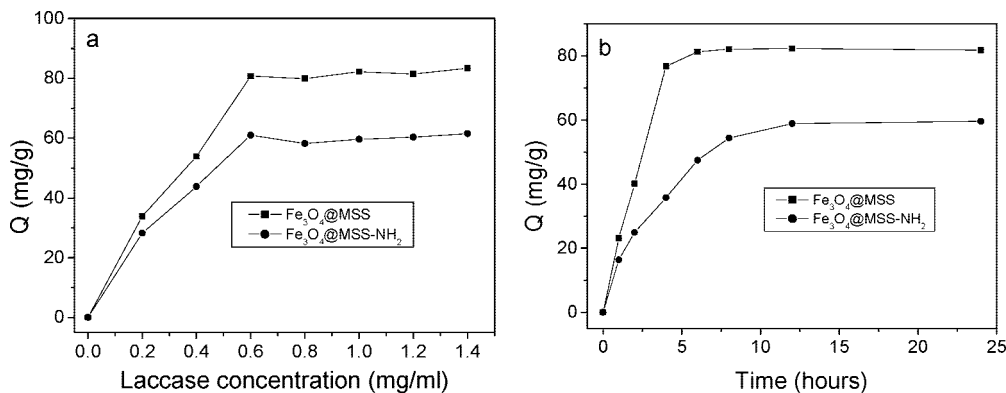 a
Q (mg/g)
100
80
60
40
20
0
Fe₃O₄@MSS
Fe₃O₄@MSS-NH₂
0.0 0.2 0.4 0.6 0.8 1.0 1.2 1.4
Laccase concentration (mg/ml)
b
Q (mg/g)
80
60
40
20
0
Fe₃O₄@MSS
Fe₃O₄@MSS-NH₂
0 5 10 15 20 25
Time (hours)